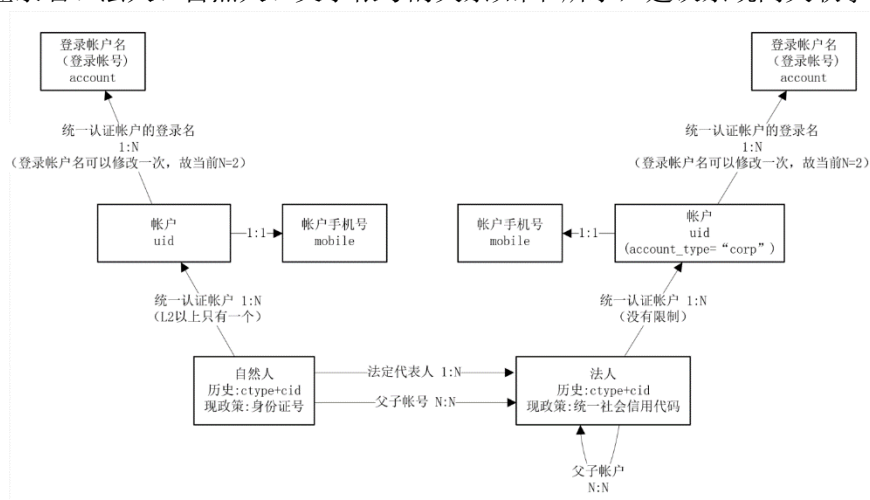 登录帐户名
（登录帐号）
account
登录帐户名
（登录帐号）
account
统一认证帐户的登录名
1:N
（登录帐户名可以修改一次，故当前N=2）
统一认证帐户的登录名
1:N
（登录帐户名可以修改一次，故当前N=2）
帐户
uid
1:1
帐户手机号
mobile
帐户手机号
mobile
1:1
帐户
uid
(account_type=“corp”)
统一认证帐户 1:N
（L2以上只有一个）
统一认证帐户 1:N
（没有限制）
自然人
历史:ctype+cid
现政策:身份证号
法定代表人 1:N
父子帐号 N:N
法人
历史:ctype+cid
现政策:统一社会信用代码
父子帐户
N:N